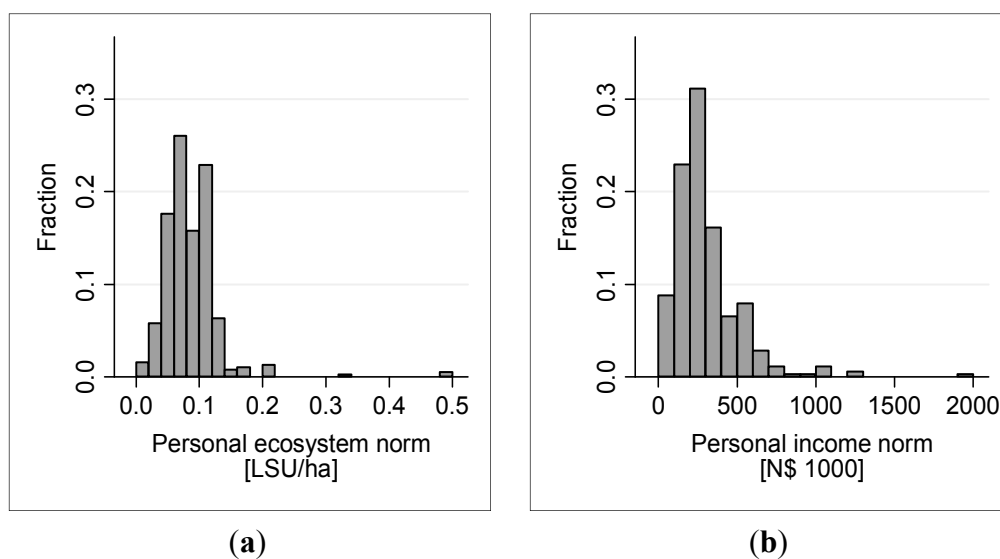 Fraction
0.3
0.2
0.1
0.0
0.0 0.1 0.2 0.3 0.4 0.5
Personal ecosystem norm
[LSU/ha]
(a)
Fraction
0.3
0.2
0.1
0.0
0 500 1000 1500 2000
Personal income norm
[N$ 1000]
(b)